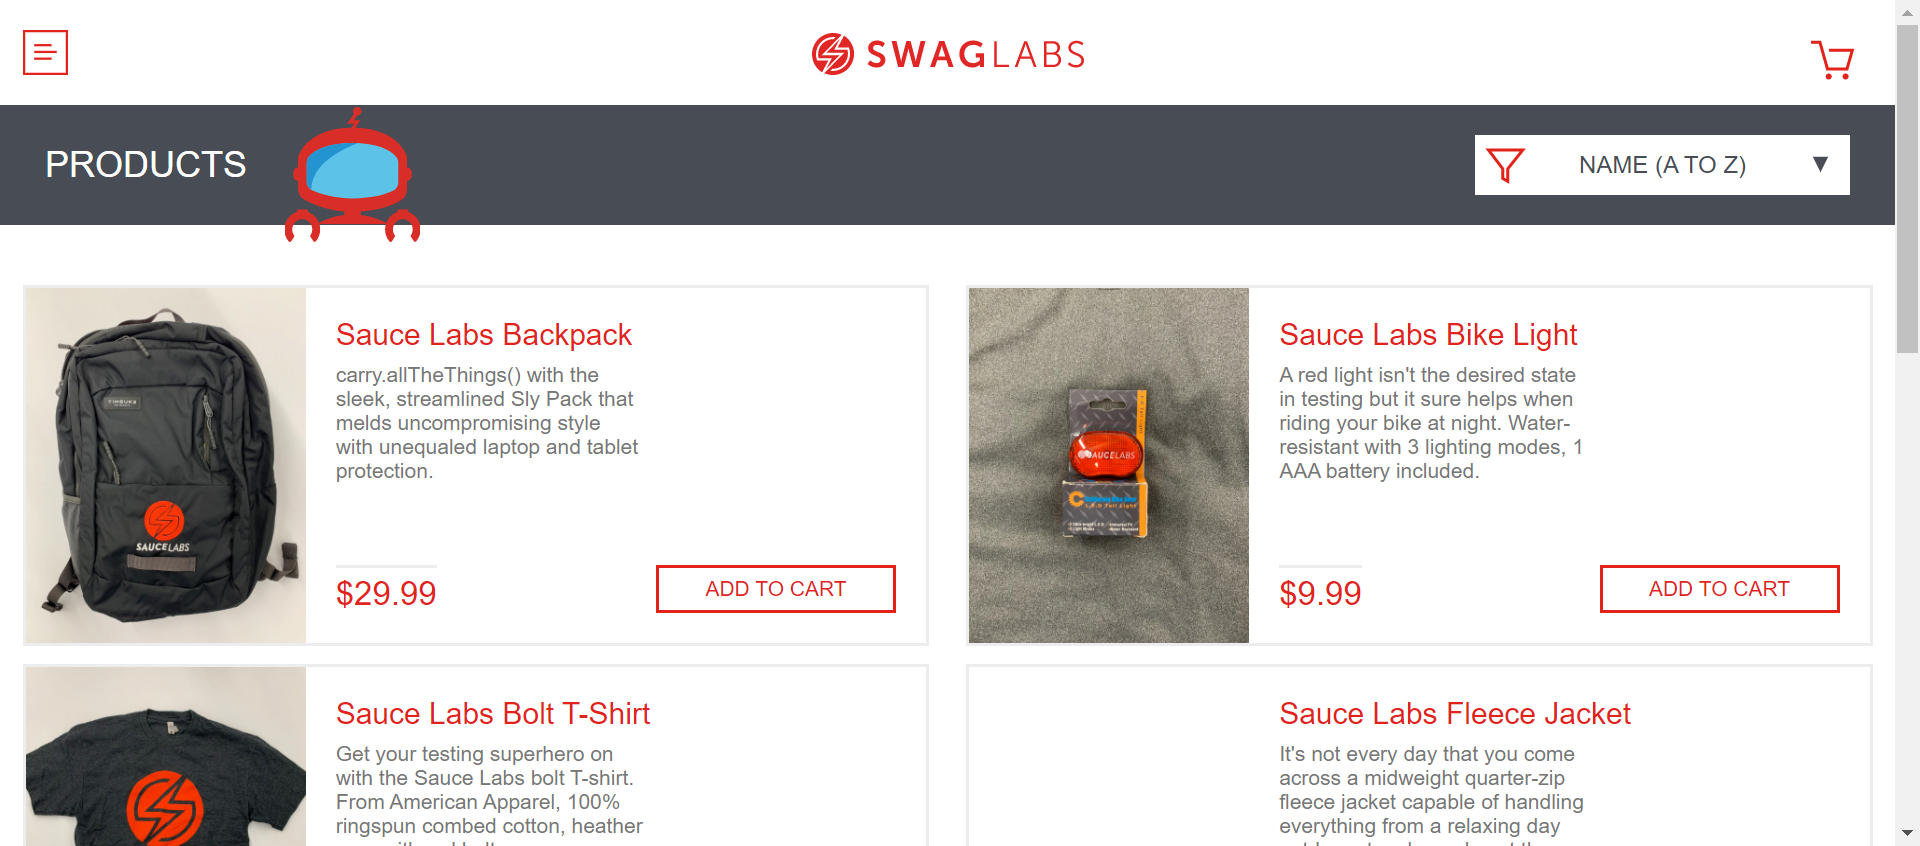 SWAGLABS
PRODUCTS
NAME (A TO Z)
Sauce Labs Backpack
carry.allTheThings() with the
sleek, streamlined Sly Pack that
melds uncompromising style
with unequaled laptop and tablet
protection.
$29.99
ADD TO CART
SAUCELABS
Sauce Labs Bike Light
A red light isn't the desired state
in testing but it sure helps when
riding your bike at night. Water-
resistant with 3 lighting modes, 1
AAA battery included.
$9.99
ADD TO CART
SAUCELABS
Sauce Labs Bolt T-Shirt
Get your testing superhero on
with the Sauce Labs bolt T-shirt.
From American Apparel, 100%
ringspun combed cotton, heather
Sauce Labs Fleece Jacket
It's not every day that you come
across a midweight quarter-zip
fleece jacket capable of handling
everything from a relaxing day